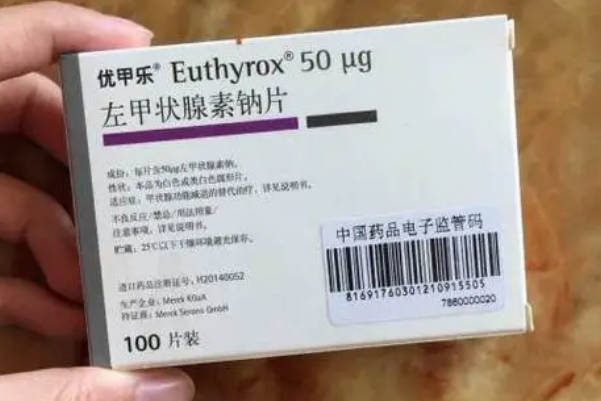 优甲乐® Euthyrox® 50 μg
左甲状腺素钠片
成份：每片含50μg左甲状腺素钠。
性状：本品为白色或类白色圆形片。
适应症：甲状腺功能减退的替代治疗，详见说明书。
不良反应/禁忌/用法用量/
注意事项，详见说明书。
贮藏：25℃以下干燥环境避光保存。
进口药品注册证号：H20140052
生产企业：Merck KGaA
持证商：Merck Serono GmbH
100 片装
中国药品电子监管码
81691760301210915505
7860000020